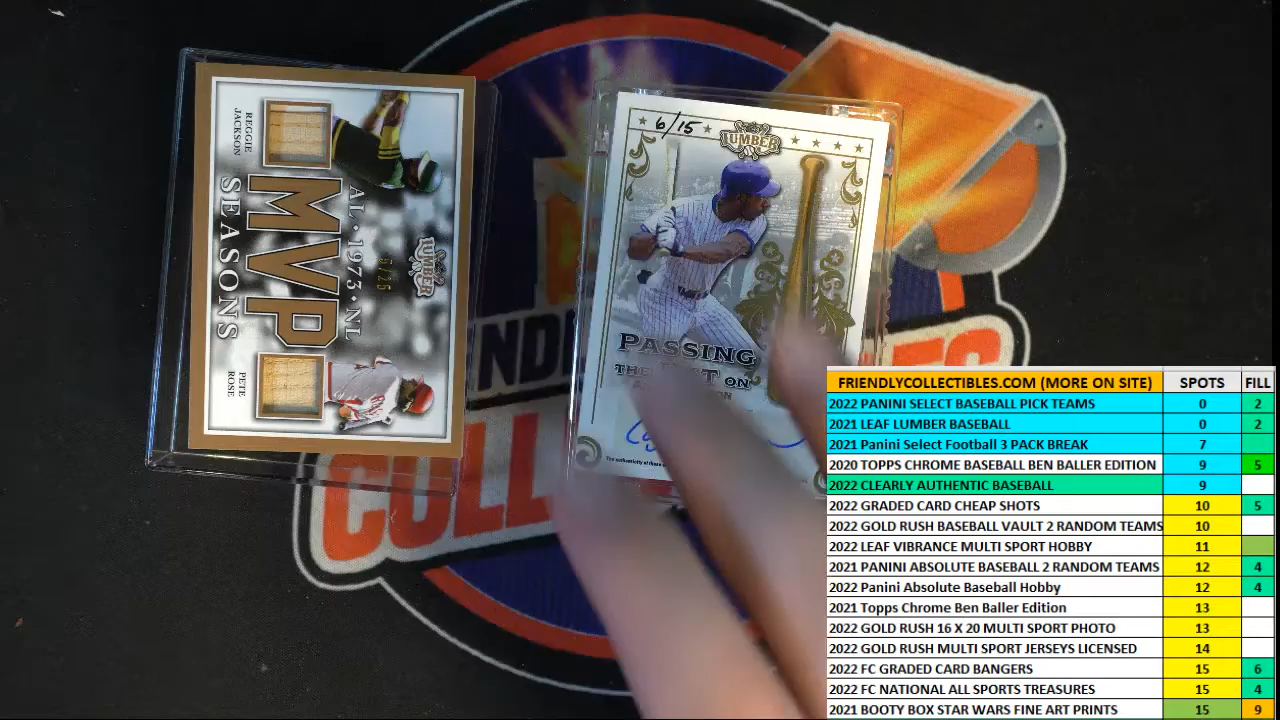 REGGIE
JACKSON
MVP
SEASONS
AL • 1973 • NL
LUMBER
PETE
ROSE
6/15
LUMBER
PASSING
ON
COLL
FRIENDLYCOLLECTIBLES.COM (MORE ON SITE) SPOTS FILL
2022 PANINI SELECT BASEBALL PICK TEAMS 0 2
2021 LEAF LUMBER BASEBALL 0 2
2021 Panini Select Football 3 PACK BREAK 7
2020 TOPPS CHROME BASEBALL BEN BALLER EDITION 9 5
2022 CLEARLY AUTHENTIC BASEBALL 9
2022 GRADED CARD CHEAP SHOTS 10 5
2022 GOLD RUSH BASEBALL VAULT 2 RANDOM TEAMS 10
2022 LEAF VIBRANCE MULTI SPORT HOBBY 11
2021 PANINI ABSOLUTE BASEBALL 2 RANDOM TEAMS 12 4
2022 Panini Absolute Baseball Hobby 12 4
2021 Topps Chrome Ben Baller Edition 13
2022 GOLD RUSH 16 X 20 MULTI SPORT PHOTO 13
2022 GOLD RUSH MULTI SPORT JERSEYS LICENSED 14
2022 FC GRADED CARD BANGERS 15 6
2022 FC NATIONAL ALL SPORTS TREASURES 15 4
2021 BOOTY BOX STAR WARS FINE ART PRINTS 15 9